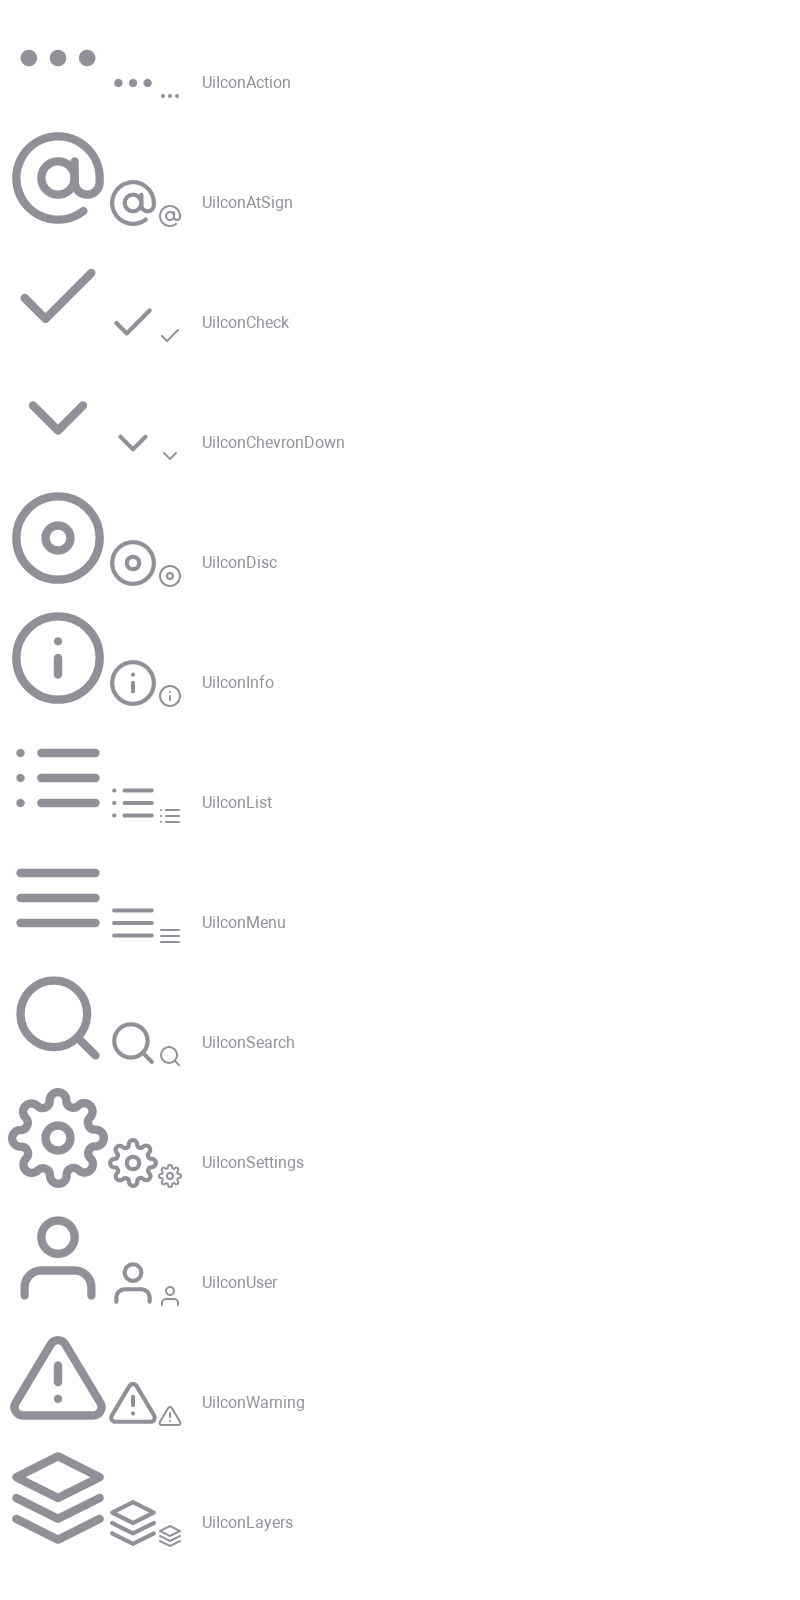 UiIconAction
UiIconAtSign
UiIconCheck
UiIconChevronDown
UiIconDisc
UiIconInfo
UiIconList
UiIconMenu
UiIconSearch
UiIconSettings
UiIconUser
UiIconWarning
UiIconLayers